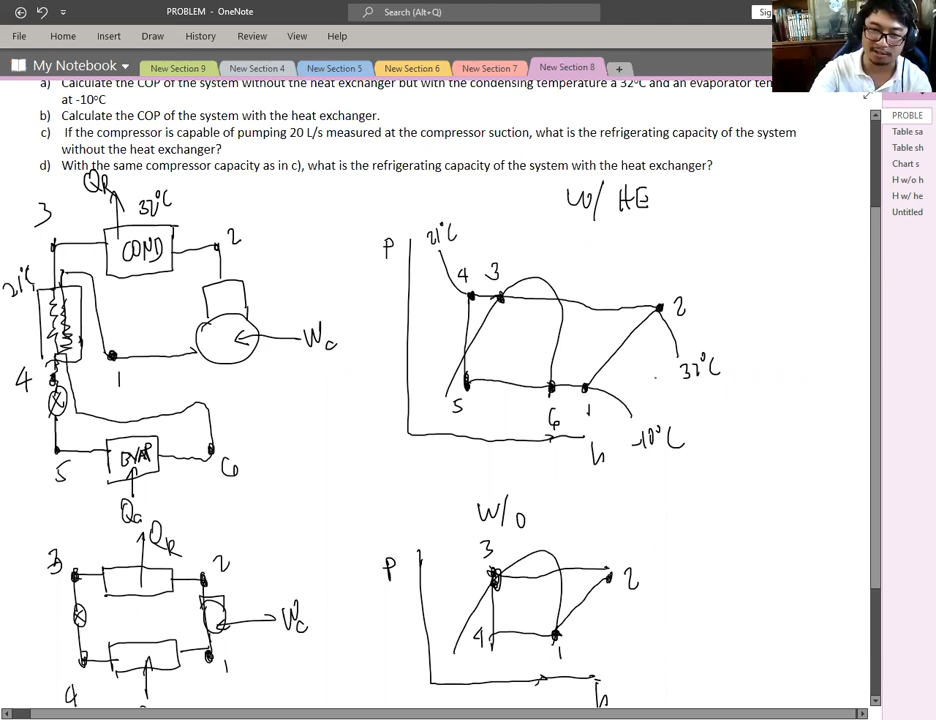 PROBLEM - OneNote
Search (Alt+Q)
File Home Insert Draw History Review View Help
My Notebook
New Section 9 New Section 4 New Section 5 New Section 6 New Section 7 New Section 8
a) Calculate the COP of the system without the heat exchanger but with the condensing temperature a 32°C and an evaporator
at -10°C
b) Calculate the COP of the system with the heat exchanger.
c) If the compressor is capable of pumping 20 L/s measured at the compressor suction, what is the refrigerating capacity of the system
without the heat exchanger?
d) With the same compressor capacity as in c), what is the refrigerating capacity of the system with the heat exchanger?
PROBLE
Table sa
Table sh
Chart s
H w/o h
H w/ he
Untitled
QR
32°C
3
COND
2
21°C
Wc
4
1
5
EVAP
6
Qa
W/ HE
P
21°C
4 3
2
32°C
5
6
1
-10°C
h
QR
3
2
Wc
4
1
W/O
P
3
2
4
1
h